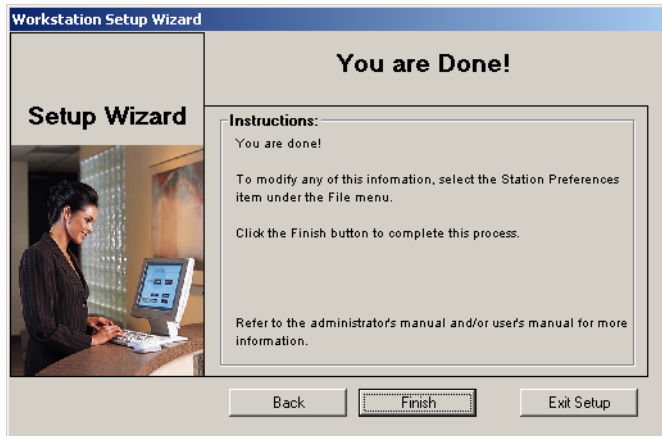 Workstation Setup Wizard
You are Done!
Setup Wizard
Instructions:
You are done!
To modify any of this infomation, select the Station Preferences
item under the File menu.
Click the Finish button to complete this process.
Refer to the administrator's manual and/or user's manual for more
information.
Back
Finish
Exit Setup